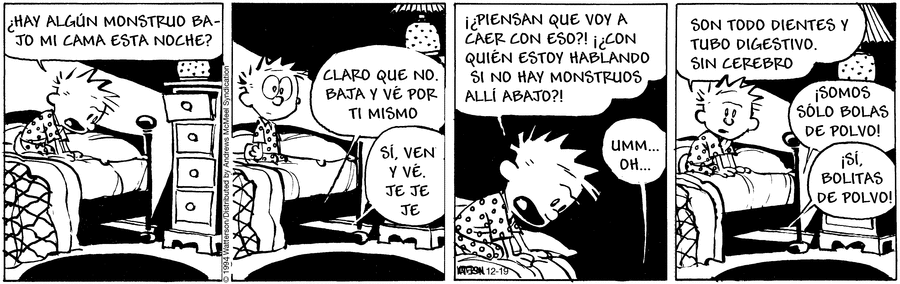 ¿HAY ALGÚN MONSTRUO BA-
JO MI CAMA ESTA NOCHE?
© 1994 Watterson/Distributed by Andrews McMeel Syndication
CLARO QUE NO.
BAJA Y VÉ POR
TI MISMO
SÍ, VEN
Y VÉ.
JE JE
JE
¡¿PIENSAN QUE VOY A
CAER CON ESO?! ¡¿CON
QUIÉN ESTOY HABLANDO
SI NO HAY MONSTRUOS
ALLÍ ABAJO?!
UMM...
OH...
WATTERSON 12-19
SON TODO DIENTES Y
TUBO DIGESTIVO.
SIN CEREBRO
¡SOMOS
SÓLO BOLAS
DE POLVO!
¡SÍ,
BOLITAS
DE POLVO!